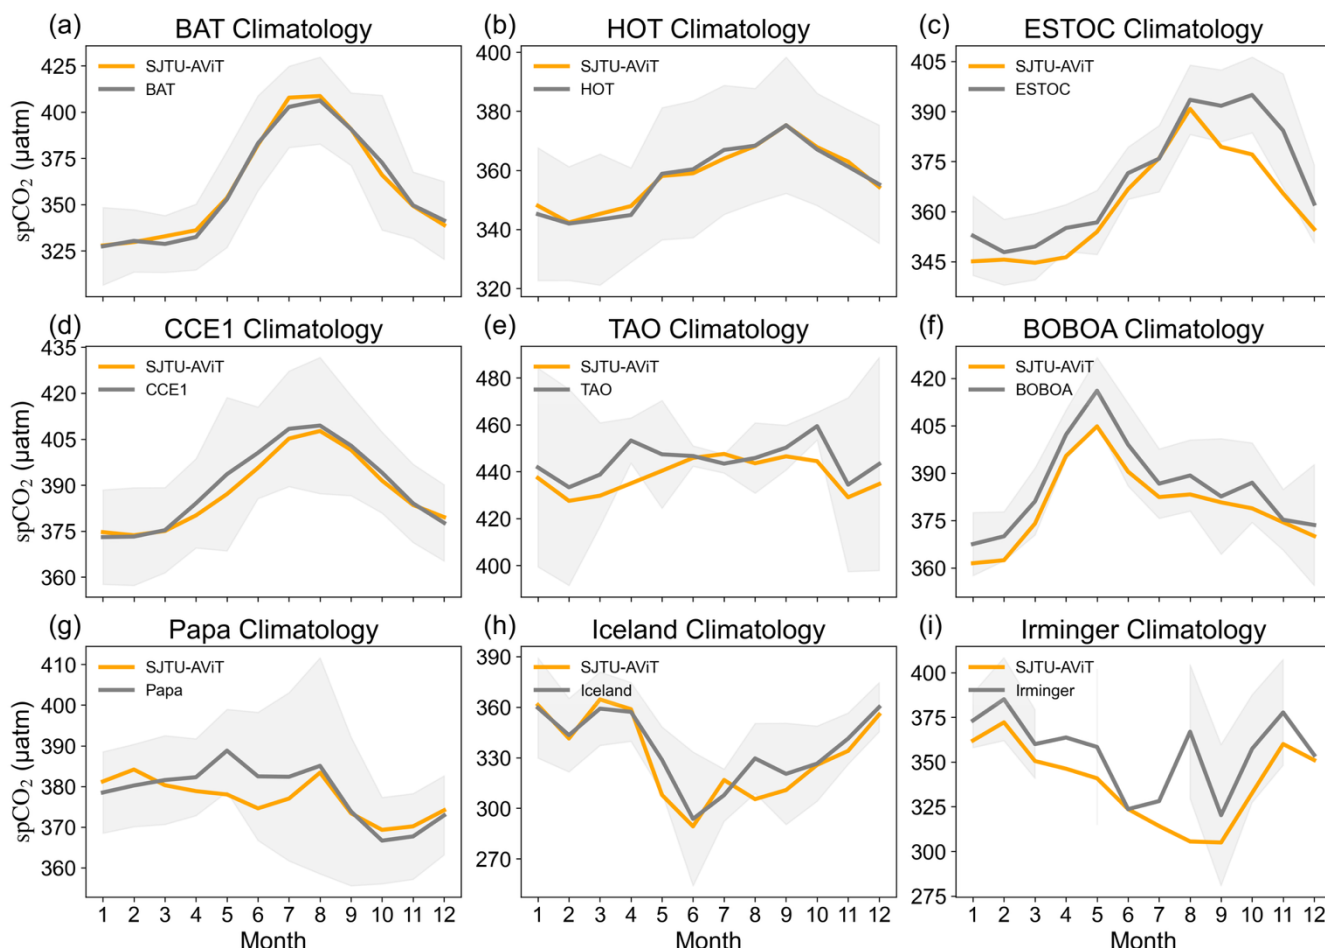 (a) BAT Climatology
SJTU-AViT
BAT
spCO₂ (µatm)
425
400
375
350
325
(b) HOT Climatology
SJTU-AViT
HOT
400
380
360
340
320
(c) ESTOC Climatology
SJTU-AViT
ESTOC
405
390
375
360
345
(d) CCE1 Climatology
SJTU-AViT
CCE1
spCO₂ (µatm)
435
420
405
390
375
360
(e) TAO Climatology
SJTU-AViT
TAO
480
460
440
420
400
(f) BOBOA Climatology
SJTU-AViT
BOBOA
420
405
390
375
360
(g) Papa Climatology
SJTU-AViT
Papa
spCO₂ (µatm)
410
400
390
380
370
360
1 2 3 4 5 6 7 8 9 10 11 12
Month
(h) Iceland Climatology
SJTU-AViT
Iceland
390
360
330
300
270
1 2 3 4 5 6 7 8 9 10 11 12
Month
(i) Irminger Climatology
SJTU-AViT
Irminger
400
375
350
325
300
275
1 2 3 4 5 6 7 8 9 10 11 12
Month